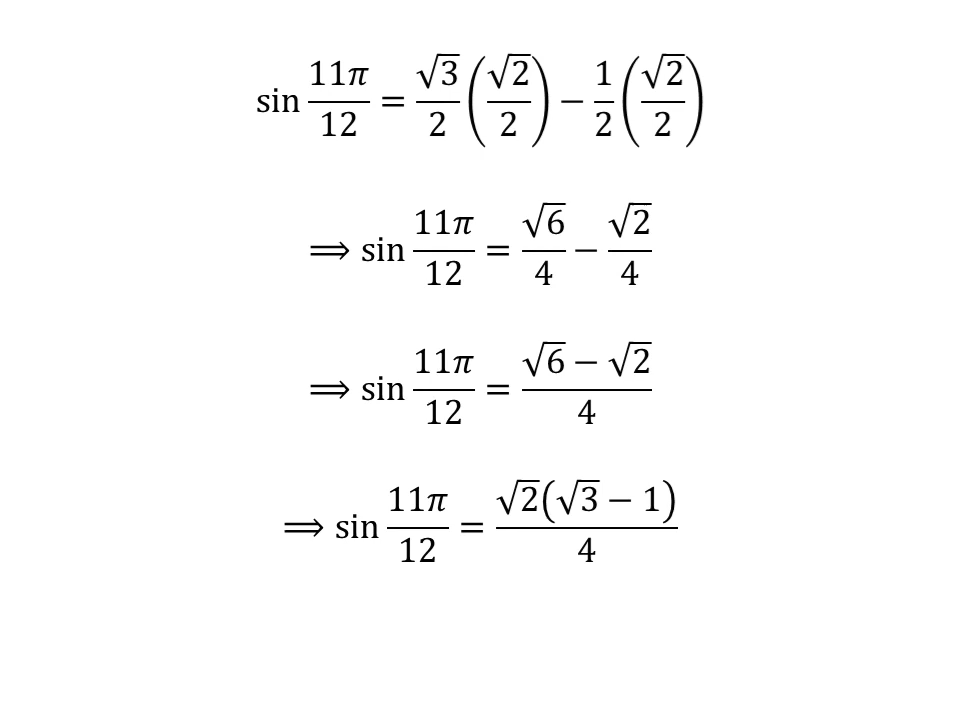 sin 11π/12 = √3/2 (√2/2) − 1/2 (√2/2)
⟹ sin 11π/12 = √6/4 − √2/4
⟹ sin 11π/12 = (√6 − √2)/4
⟹ sin 11π/12 = √2(√3 − 1)/4